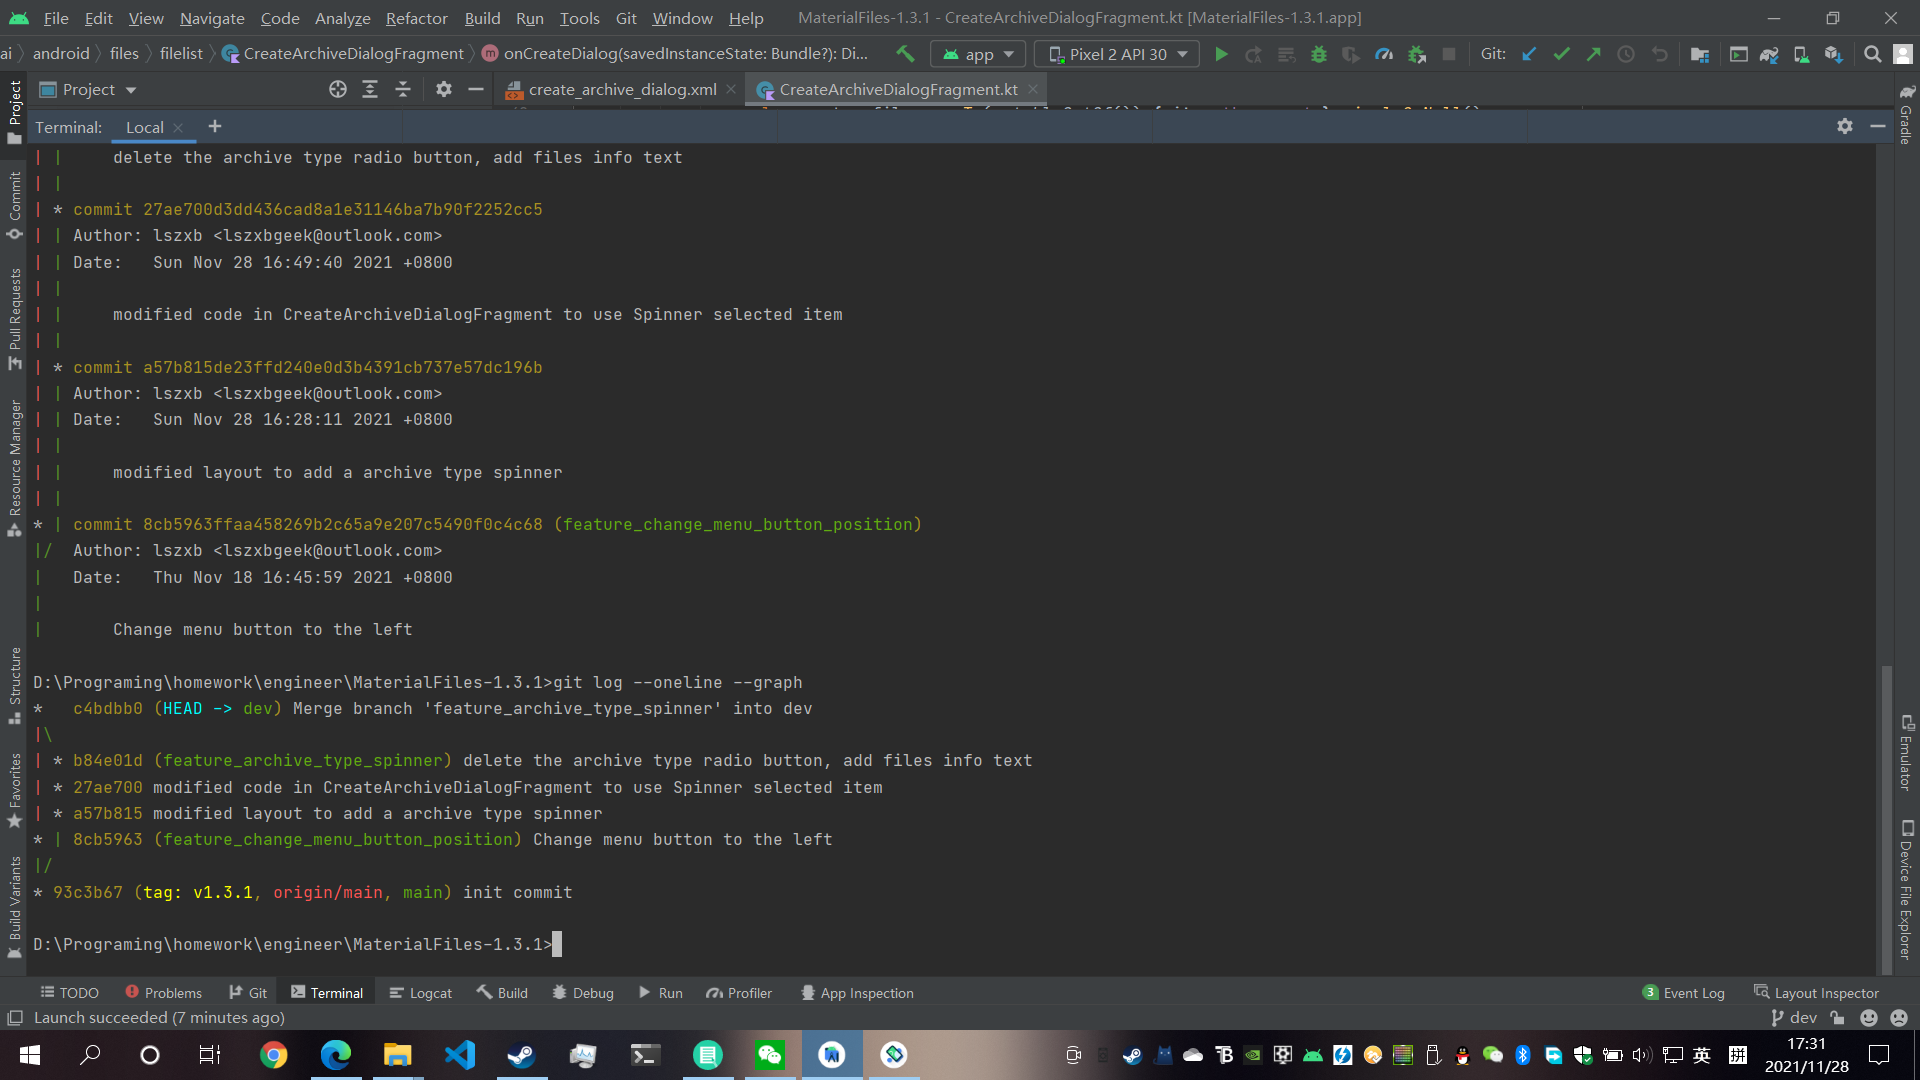 File Edit View Navigate Code Analyze Refactor Build Run Tools Git Window Help MaterialFiles-1.3.1 - CreateArchiveDialogFragment.kt [MaterialFiles-1.3.1.app]
ai android files filelist CreateArchiveDialogFragment m onCreateDialog(savedInstanceState: Bundle?): Di... app Pixel 2 API 30 Git:
Project create_archive_dialog.xml CreateArchiveDialogFragment.kt
Terminal: Local
| |     delete the archive type radio button, add files info text
| |
| * commit 27ae700d3dd436cad8a1e31146ba7b90f2252cc5
| | Author: lszxb <lszxbgeek@outlook.com>
| | Date:   Sun Nov 28 16:49:40 2021 +0800
| |
| |     modified code in CreateArchiveDialogFragment to use Spinner selected item
| |
| * commit a57b815de23ffd240e0d3b4391cb737e57dc196b
| | Author: lszxb <lszxbgeek@outlook.com>
| | Date:   Sun Nov 28 16:28:11 2021 +0800
| |
| |     modified layout to add a archive type spinner
| |
* | commit 8cb5963ffaa458269b2c65a9e207c5490f0c4c68 (feature_change_menu_button_position)
|/  Author: lszxb <lszxbgeek@outlook.com>
|   Date:   Thu Nov 18 16:45:59 2021 +0800
|
|       Change menu button to the left
D:\Programing\homework\engineer\MaterialFiles-1.3.1>git log --oneline --graph
*   c4bdbb0 (HEAD -> dev) Merge branch 'feature_archive_type_spinner' into dev
|\
| * b84e01d (feature_archive_type_spinner) delete the archive type radio button, add files info text
| * 27ae700 modified code in CreateArchiveDialogFragment to use Spinner selected item
| * a57b815 modified layout to add a archive type spinner
* | 8cb5963 (feature_change_menu_button_position) Change menu button to the left
|/
* 93c3b67 (tag: v1.3.1, origin/main, main) init commit
D:\Programing\homework\engineer\MaterialFiles-1.3.1>
Project
Commit
Pull Requests
Resource Manager
Structure
Favorites
Build Variants
Gradle
Emulator
Device File Explorer
TODO Problems Git Terminal Logcat Build Debug Run Profiler App Inspection 3 Event Log Layout Inspector
Launch succeeded (7 minutes ago) dev
英 拼 17:31
2021/11/28